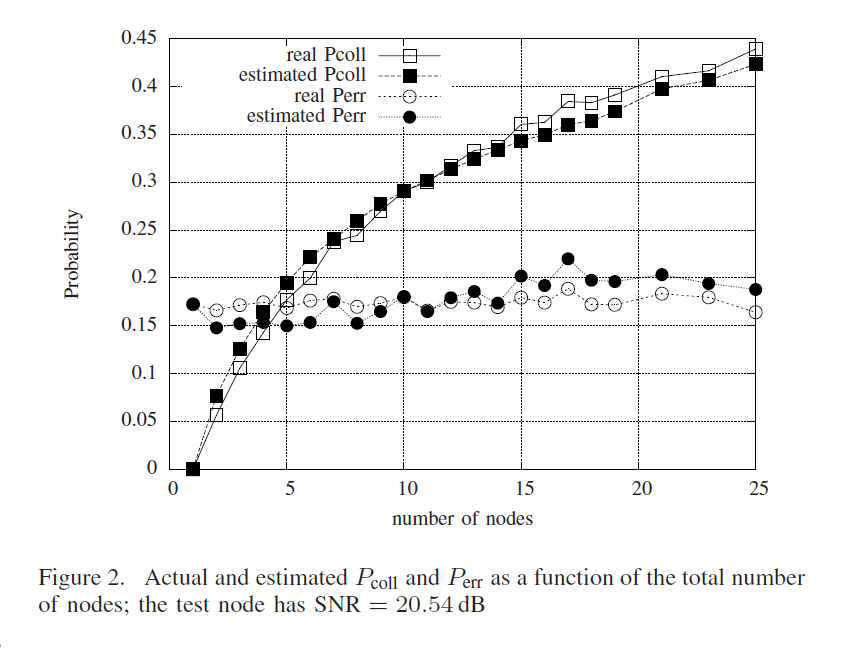 0.45
0.4
0.35
0.3
0.25
0.2
0.15
0.1
0.05
0
Probability
real Pcoll
estimated Pcoll
real Perr
estimated Perr
0 5 10 15 20 25
number of nodes
Figure 2. Actual and estimated Pcoll and Perr as a function of the total number
of nodes; the test node has SNR = 20.54 dB